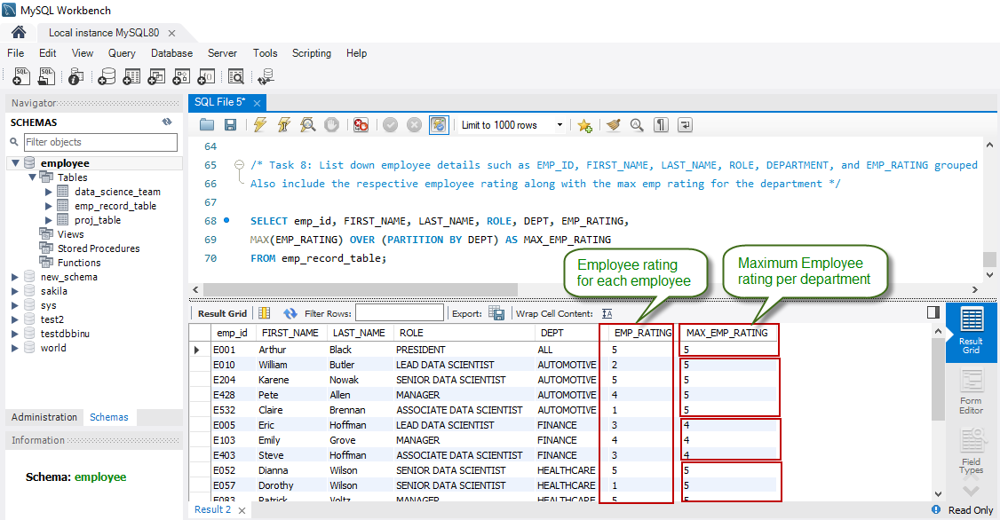 MySQL Workbench
Local instance MySQL80
File Edit View Query Database Server Tools Scripting Help
Navigator
SCHEMAS
Filter objects
employee
Tables
data_science_team
emp_record_table
proj_table
Views
Stored Procedures
Functions
new_schema
sakila
sys
test2
testdbbinu
world
Administration Schemas
Information
Schema: employee
SQL File 5*
Limit to 1000 rows
64
65 /* Task 8: List down employee details such as EMP_ID, FIRST_NAME, LAST_NAME, ROLE, DEPARTMENT, and EMP_RATING grouped
66 Also include the respective employee rating along with the max emp rating for the department */
67
68 SELECT emp_id, FIRST_NAME, LAST_NAME, ROLE, DEPT, EMP_RATING,
69 MAX(EMP_RATING) OVER (PARTITION BY DEPT) AS MAX_EMP_RATING
70 FROM emp_record_table;
Employee rating
for each employee
Maximum Employee
rating per department
Result Grid Filter Rows: Export: Wrap Cell Content: IA
emp_id FIRST_NAME LAST_NAME ROLE DEPT EMP_RATING MAX_EMP_RATING
E001 Arthur Black PRESIDENT ALL 5 5
E010 William Butler LEAD DATA SCIENTIST AUTOMOTIVE 2 5
E204 Karene Nowak SENIOR DATA SCIENTIST AUTOMOTIVE 5 5
E428 Pete Allen MANAGER AUTOMOTIVE 4 5
E532 Claire Brennan ASSOCIATE DATA SCIENTIST AUTOMOTIVE 1 5
E005 Eric Hoffman LEAD DATA SCIENTIST FINANCE 3 4
E103 Emily Grove MANAGER FINANCE 4 4
E403 Steve Hoffman ASSOCIATE DATA SCIENTIST FINANCE 3 4
E052 Dianna Wilson SENIOR DATA SCIENTIST HEALTHCARE 5 5
E057 Dorothy Wilson SENIOR DATA SCIENTIST HEALTHCARE 1 5
E083 Patrick Voltz MANAGER HEALTHCARE 5 5
Result
Grid
Form
Editor
Field
Types
Result 2
Read Only